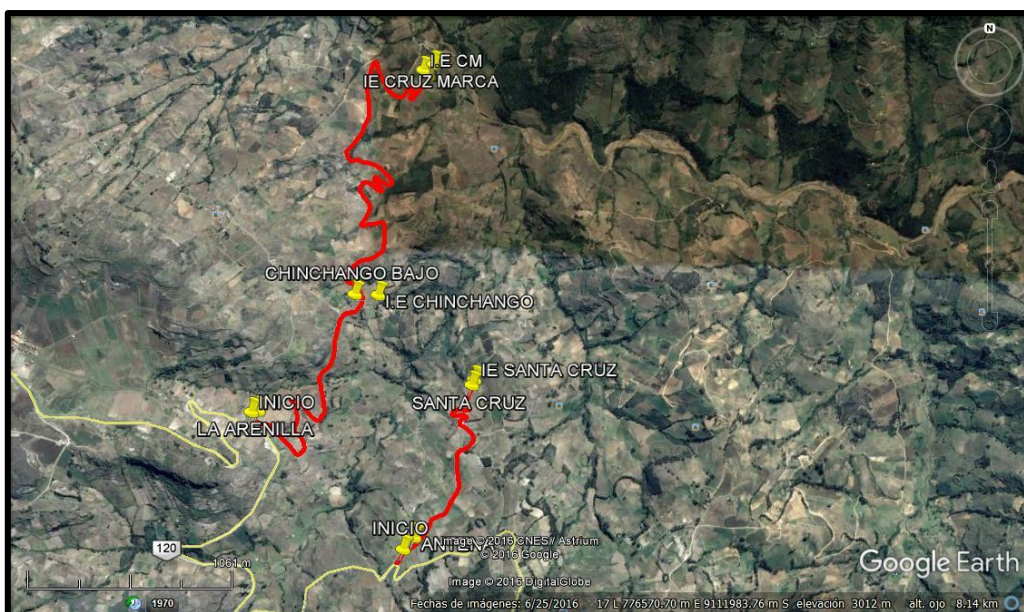 N
I.E CM
IE CRUZ MARCA
CHINCHANGO BAJO
I.E CHINCHANGO
IE SANTA CRUZ
INICIO
SANTA CRUZ
LA ARENILLA
INICIO
ANTENA
Image © 2016 CNES / Astrium
© 2016 Google
120
1061 m
Google Earth
Image © 2016 DigitalGlobe
1970
Fechas de imágenes: 6/25/2016 17 L 776570.70 m E 9111983.76 m S elevación 3012 m alt. ojo 8.14 km